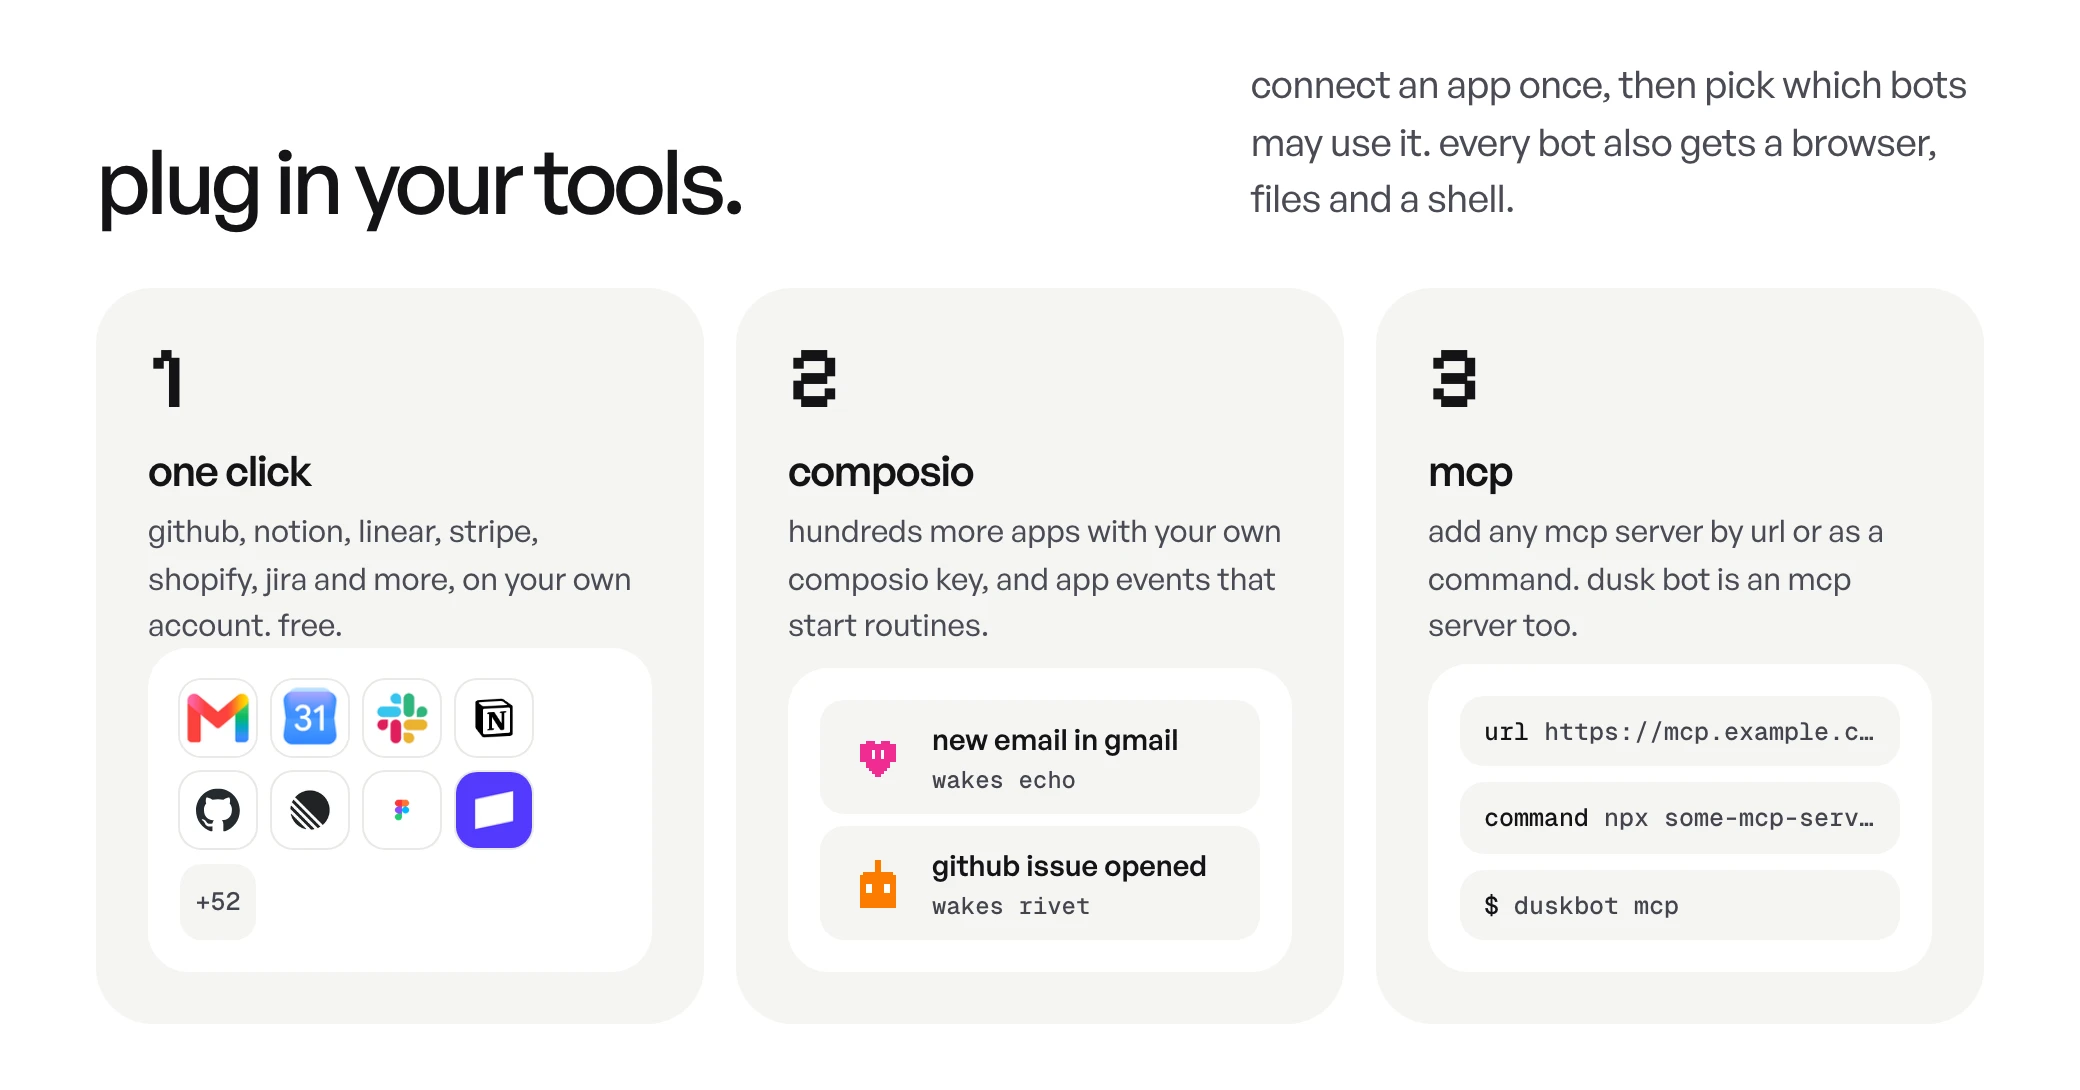 plug in your tools.
connect an app once, then pick which bots
may use it. every bot also gets a browser,
files and a shell.
1
one click
github, notion, linear, stripe,
shopify, jira and more, on your own
account. free.
31
N
+52
2
composio
hundreds more apps with your own
composio key, and app events that
start routines.
new email in gmail
wakes echo
github issue opened
wakes rivet
3
mcp
add any mcp server by url or as a
command. dusk bot is an mcp
server too.
url https://mcp.example.c…
command npx some-mcp-serv…
$ duskbot mcp